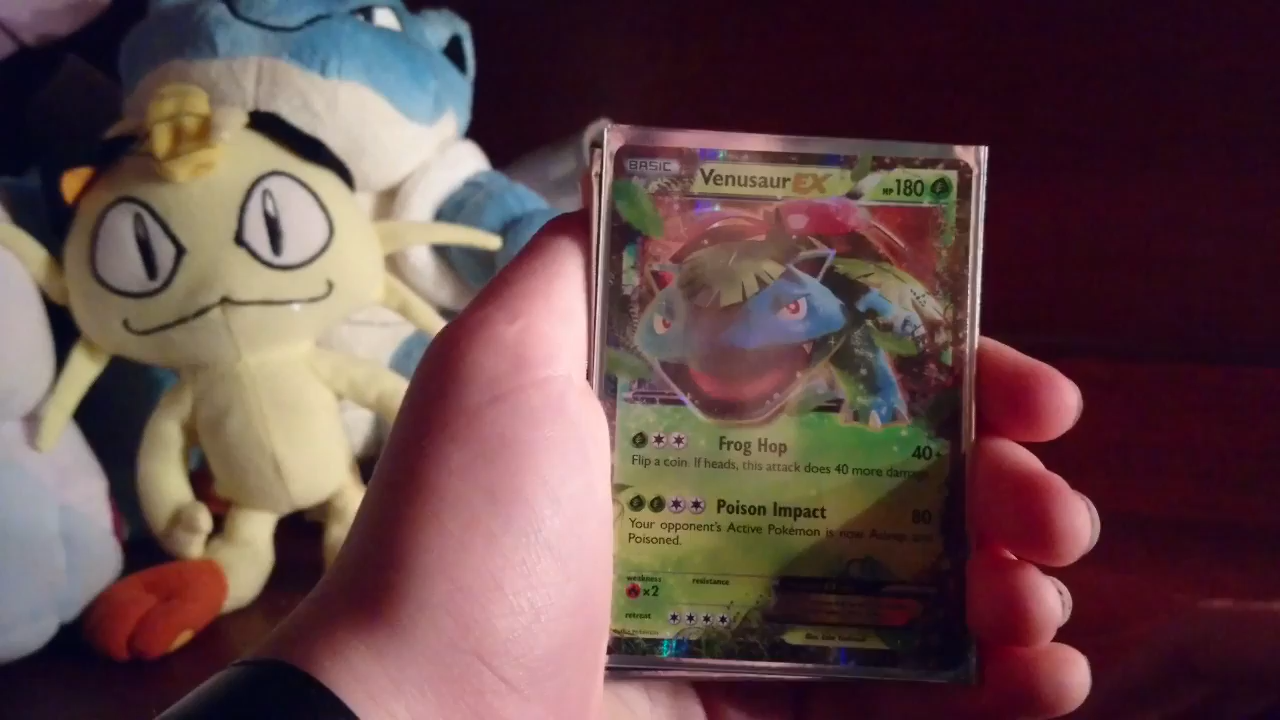 BASIC
Venusaur EX
HP 180
Frog Hop
40+
Flip a coin. If heads, this attack does 40 more damage.
Poison Impact
80
Your opponent's Active Pokémon is now Asleep and
Poisoned.
weakness
resistance
×2
retreat